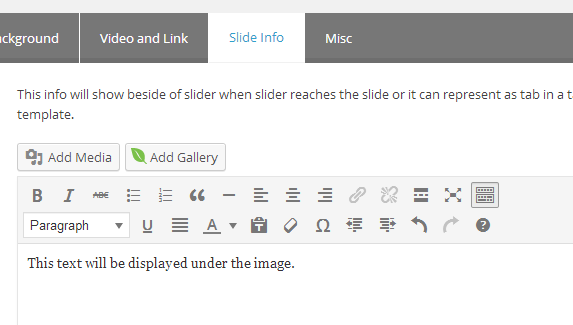 ckground Video and Link Slide Info Misc
This info will show beside of slider when slider reaches the slide or it can represent as tab in a t
template.
Add Media Add Gallery
B I ABC
Paragraph U A Ω ?
This text will be displayed under the image.